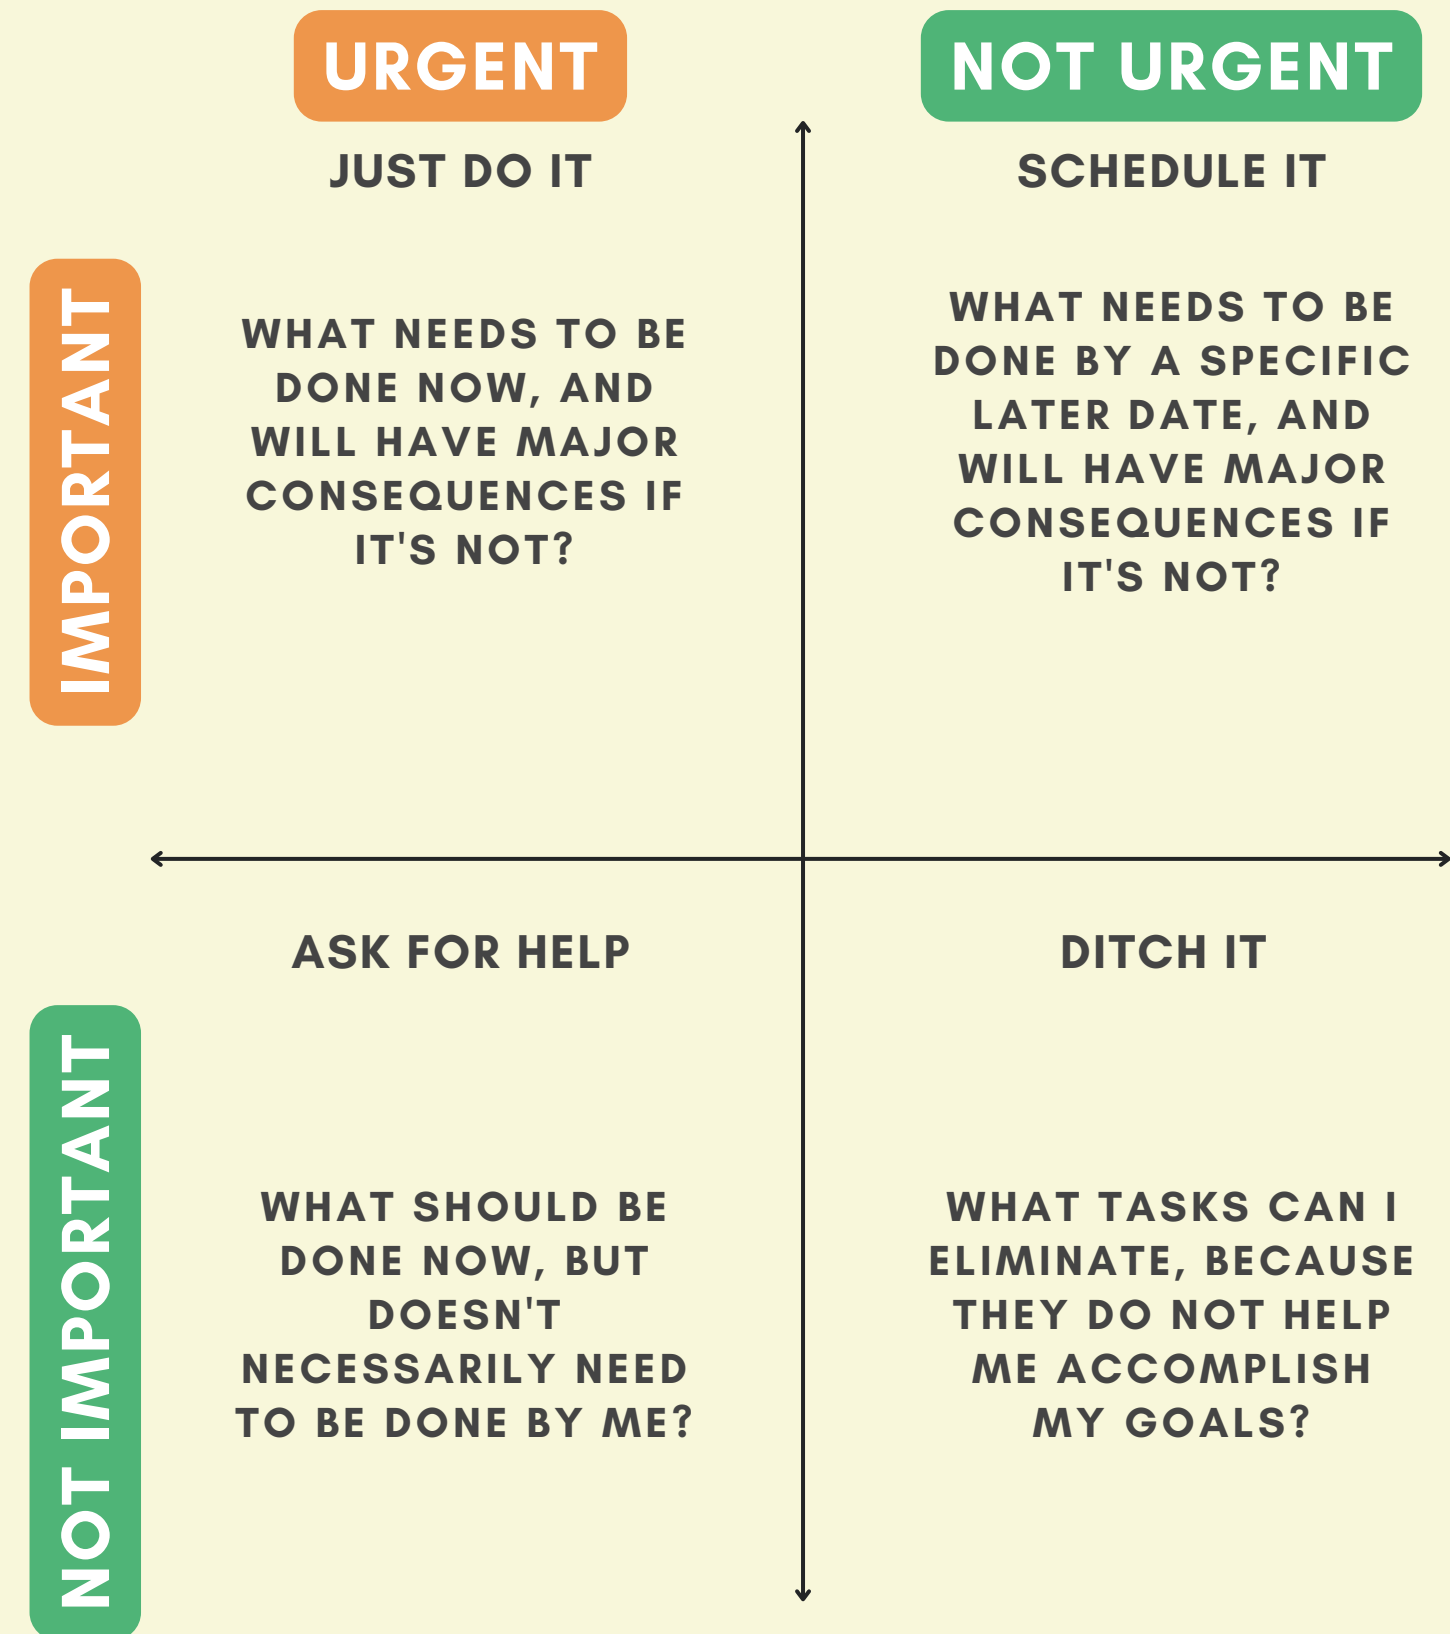 URGENT
NOT URGENT
JUST DO IT
SCHEDULE IT
IMPORTANT
WHAT NEEDS TO BE
DONE NOW, AND
WILL HAVE MAJOR
CONSEQUENCES IF
IT'S NOT?
WHAT NEEDS TO BE
DONE BY A SPECIFIC
LATER DATE, AND
WILL HAVE MAJOR
CONSEQUENCES IF
IT'S NOT?
ASK FOR HELP
DITCH IT
NOT IMPORTANT
WHAT SHOULD BE
DONE NOW, BUT
DOESN'T
NECESSARILY NEED
TO BE DONE BY ME?
WHAT TASKS CAN I
ELIMINATE, BECAUSE
THEY DO NOT HELP
ME ACCOMPLISH
MY GOALS?